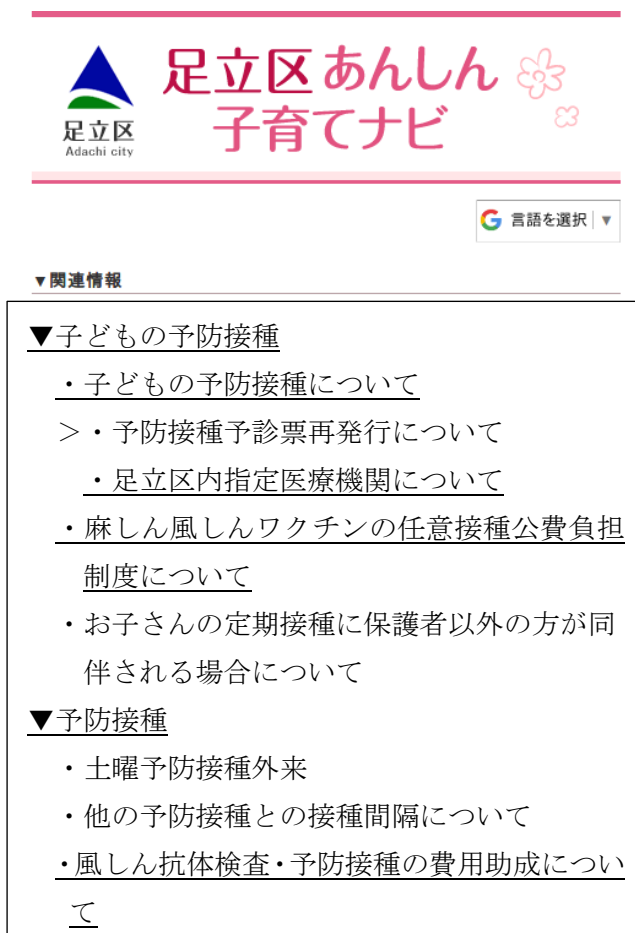 足立区 あんしん
子育てナビ
足立区
Adachi city
G 言語を選択 ▼
▼関連情報
▼子どもの予防接種
・子どもの予防接種について
＞・予防接種予診票再発行について
・足立区内指定医療機関について
・麻しん風しんワクチンの任意接種公費負担
制度について
・お子さんの定期接種に保護者以外の方が同
伴される場合について
▼予防接種
・土曜予防接種外来
・他の予防接種との接種間隔について
・風しん抗体検査・予防接種の費用助成につい
て